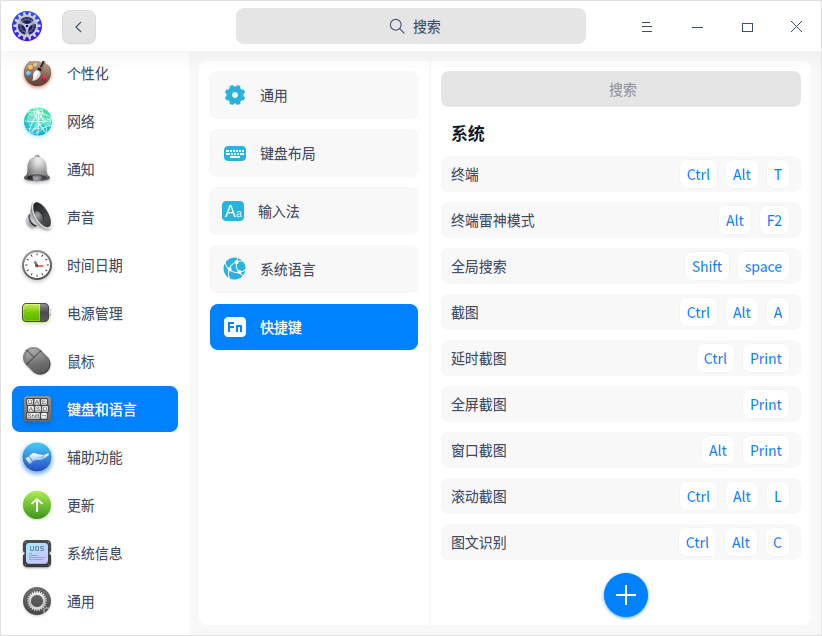 搜索
个性化
网络
通知
声音
时间日期
电源管理
鼠标
键盘和语言
辅助功能
更新
系统信息
通用
通用
键盘布局
输入法
系统语言
快捷键
搜索
系统
终端 Ctrl Alt T
终端雷神模式 Alt F2
全局搜索 Shift space
截图 Ctrl Alt A
延时截图 Ctrl Print
全屏截图 Print
窗口截图 Alt Print
滚动截图 Ctrl Alt L
图文识别 Ctrl Alt C